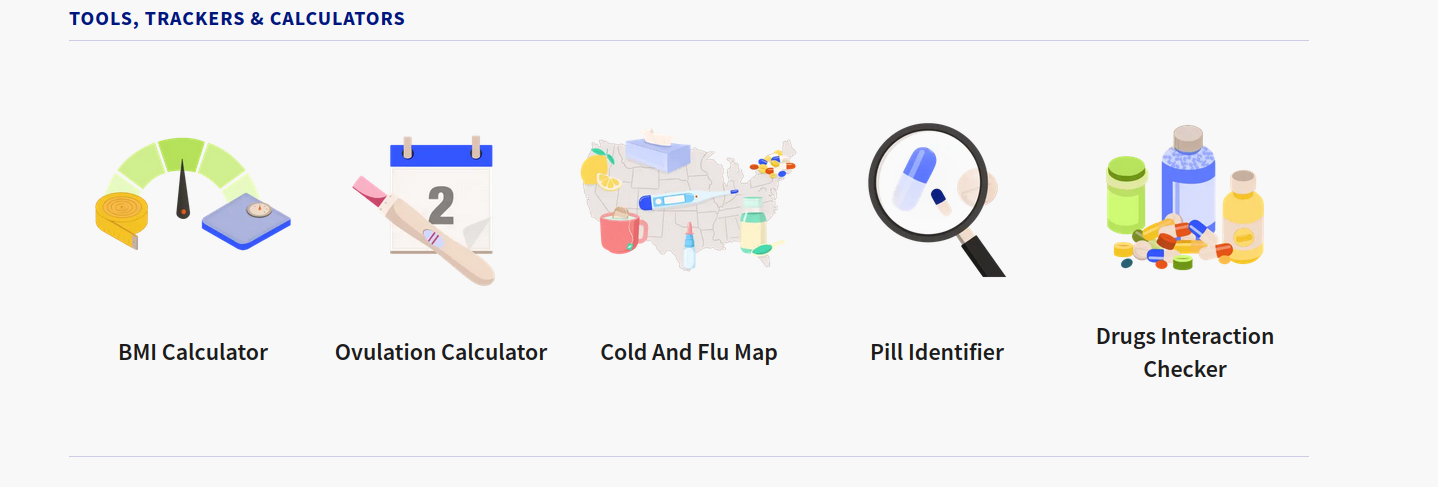 TOOLS, TRACKERS & CALCULATORS
2
BMI Calculator
Ovulation Calculator
Cold And Flu Map
Pill Identifier
Drugs Interaction
Checker